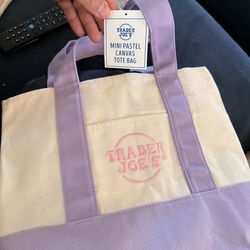 TRADER
JOE'S
MINI PASTEL
CANVAS
TOTE BAG
TRADER
JOE'S®